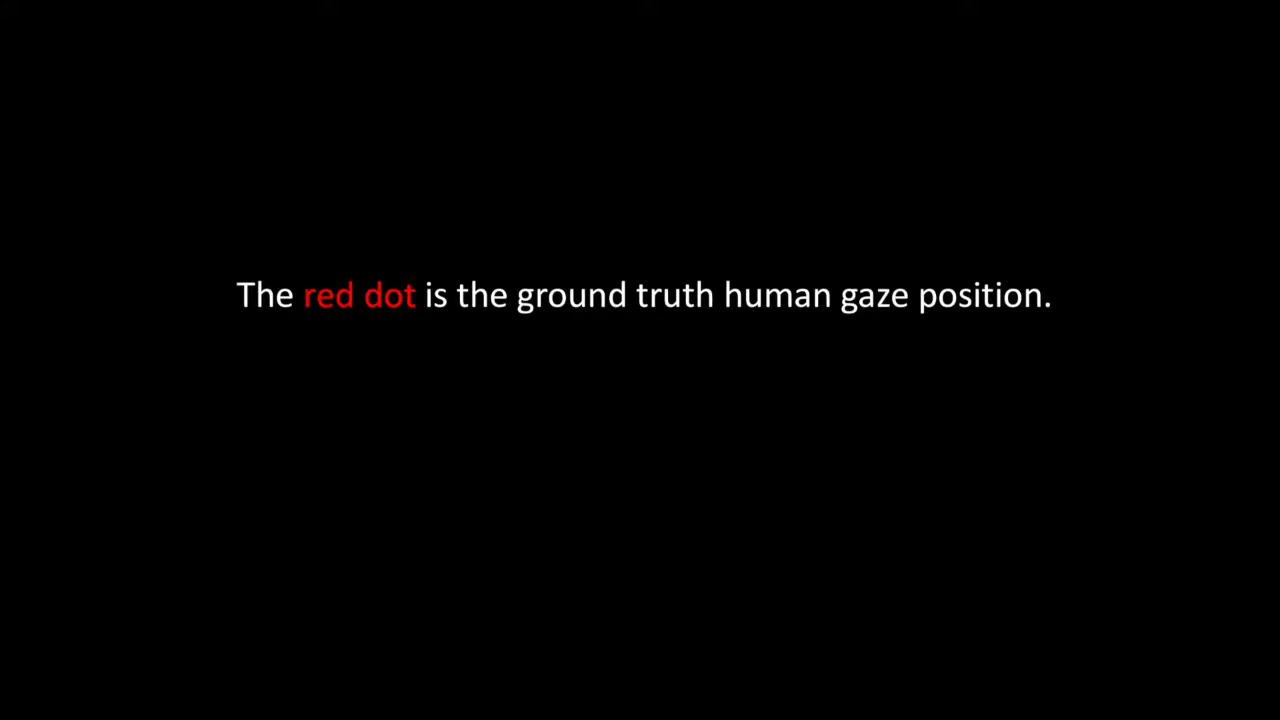 The red dot is the ground truth human gaze position.